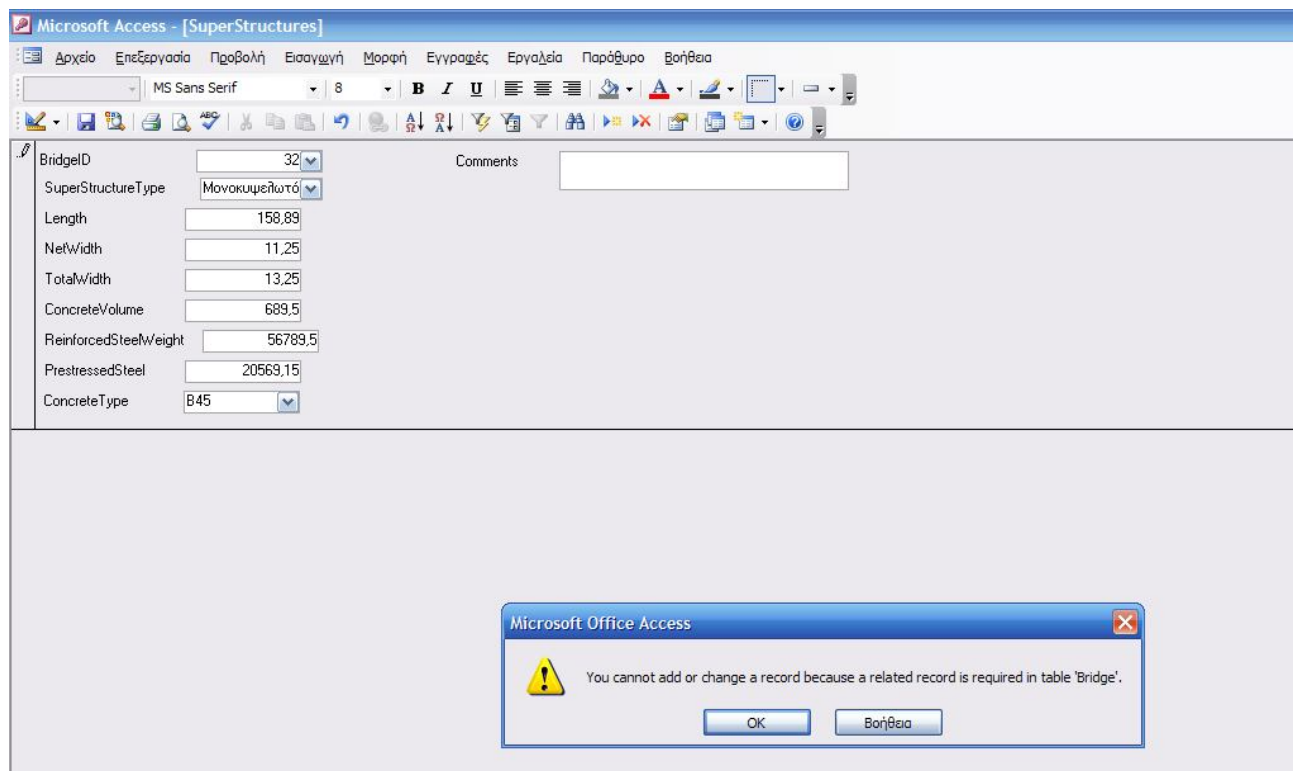 Microsoft Access - [SuperStructures]
Αρχείο Επεξεργασία Προβολή Εισαγωγή Μορφή Εγγραφές Εργαλεία Παράθυρο Βοήθεια
MS Sans Serif 8 B I U A
BridgeID 32 Comments
SuperStructureType Μονοκυψελωτό
Length 158,89
NetWidth 11,25
TotalWidth 13,25
ConcreteVolume 689,5
ReinforcedSteelWeight 56789,5
PrestressedSteel 20569,15
ConcreteType B45
Microsoft Office Access
You cannot add or change a record because a related record is required in table 'Bridge'.
OK Βοήθεια